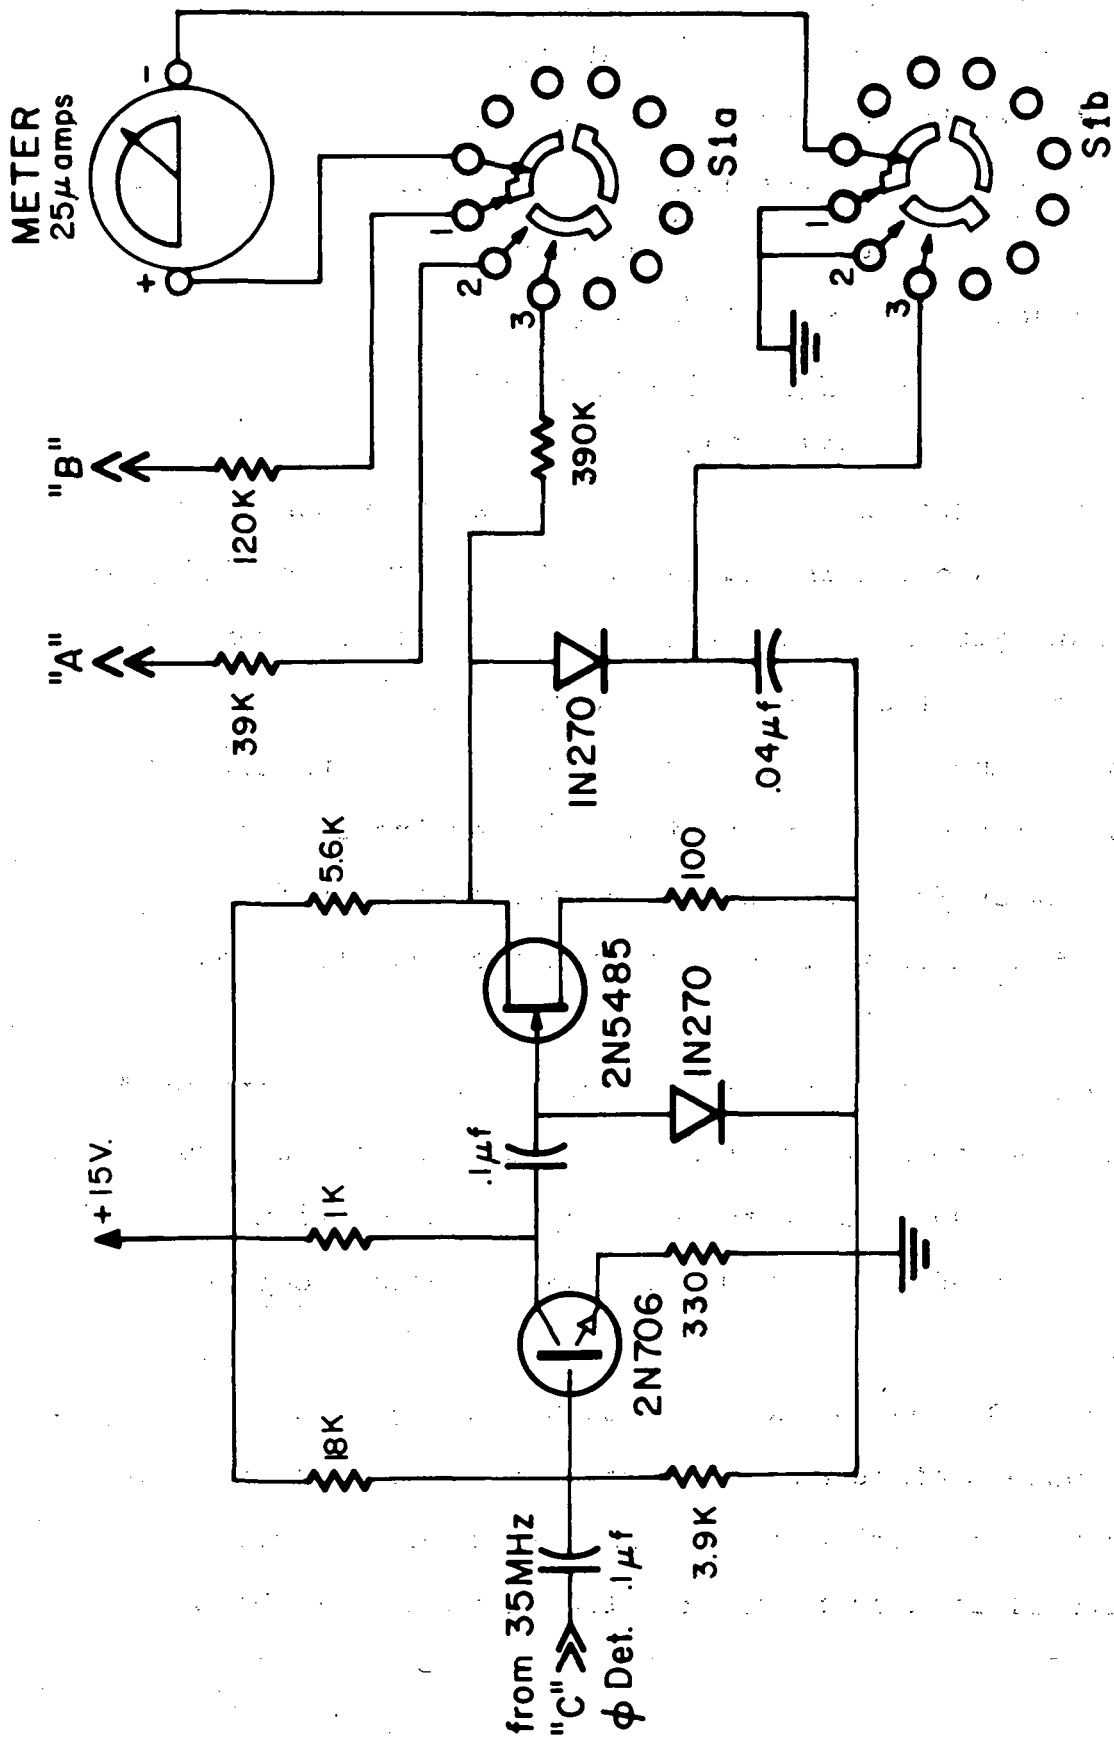 METER
25μ amps
-
+
"B"
120K
"A"
39K
1
2
3
S1a
1
2
3
S1b
390K
+15V.
5.6K
1K
18K
1N270
.04μf
.1μf
2N5485
100
1N270
2N706
330
3.9K
from 35MHz
"C"
.1μf
φ Det.